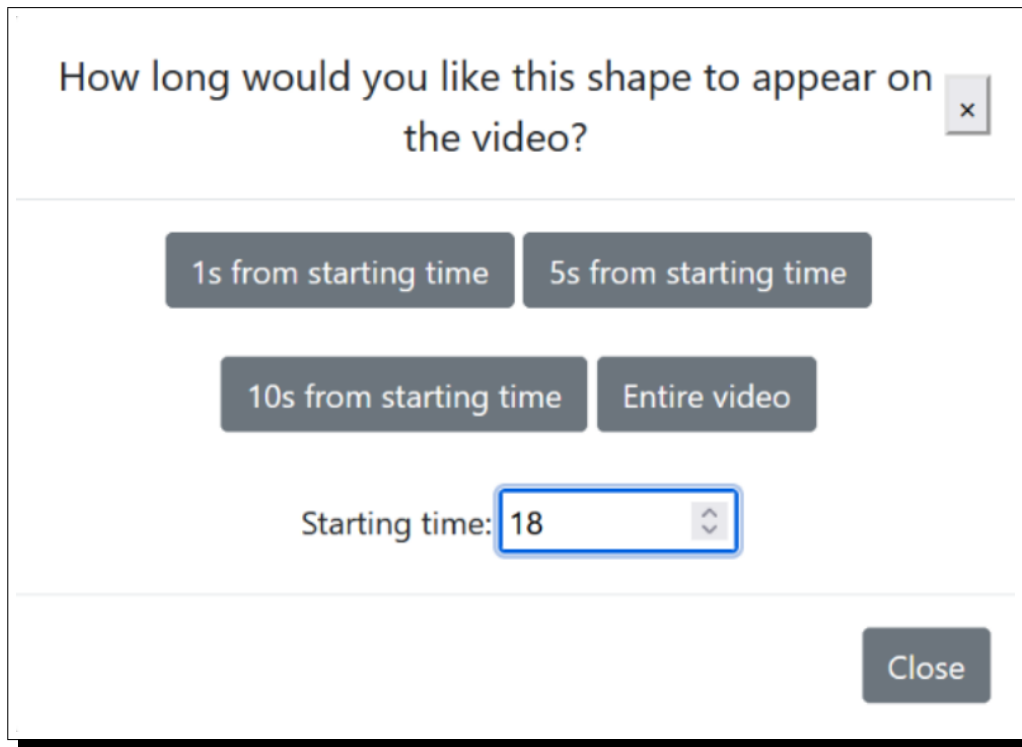 How long would you like this shape to appear on
the video?
×
1s from starting time 5s from starting time
10s from starting time Entire video
Starting time: 18
Close